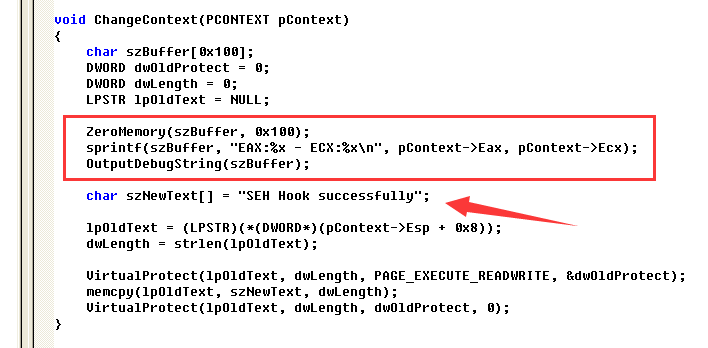 void ChangeContext(PCONTEXT pContext)
{
    char szBuffer[0x100];
    DWORD dwOldProtect = 0;
    DWORD dwLength = 0;
    LPSTR lpOldText = NULL;

    ZeroMemory(szBuffer, 0x100);
    sprintf(szBuffer, "EAX:%x - ECX:%x\n", pContext->Eax, pContext->Ecx);
    OutputDebugString(szBuffer);

    char szNewText[] = "SEH Hook successfully";

    lpOldText = (LPSTR)(*(DWORD*)(pContext->Esp + 0x8));
    dwLength = strlen(lpOldText);

    VirtualProtect(lpOldText, dwLength, PAGE_EXECUTE_READWRITE, &dwOldProtect);
    memcpy(lpOldText, szNewText, dwLength);
    VirtualProtect(lpOldText, dwLength, dwOldProtect, 0);
}